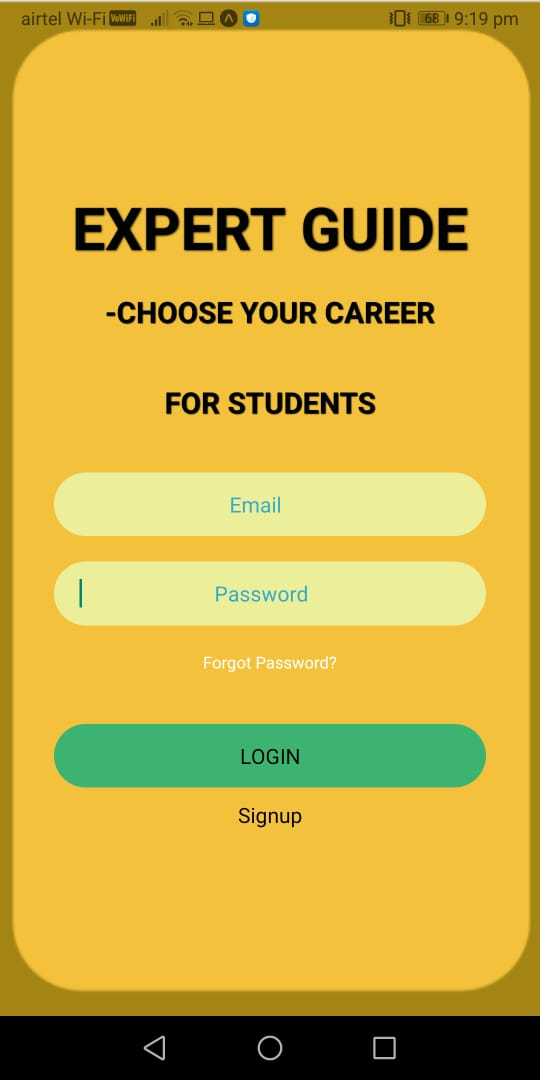 airtel Wi-Fi VoWiFi 68 9:19 pm
EXPERT GUIDE
-CHOOSE YOUR CAREER
FOR STUDENTS
Email
Password
Forgot Password?
LOGIN
Signup